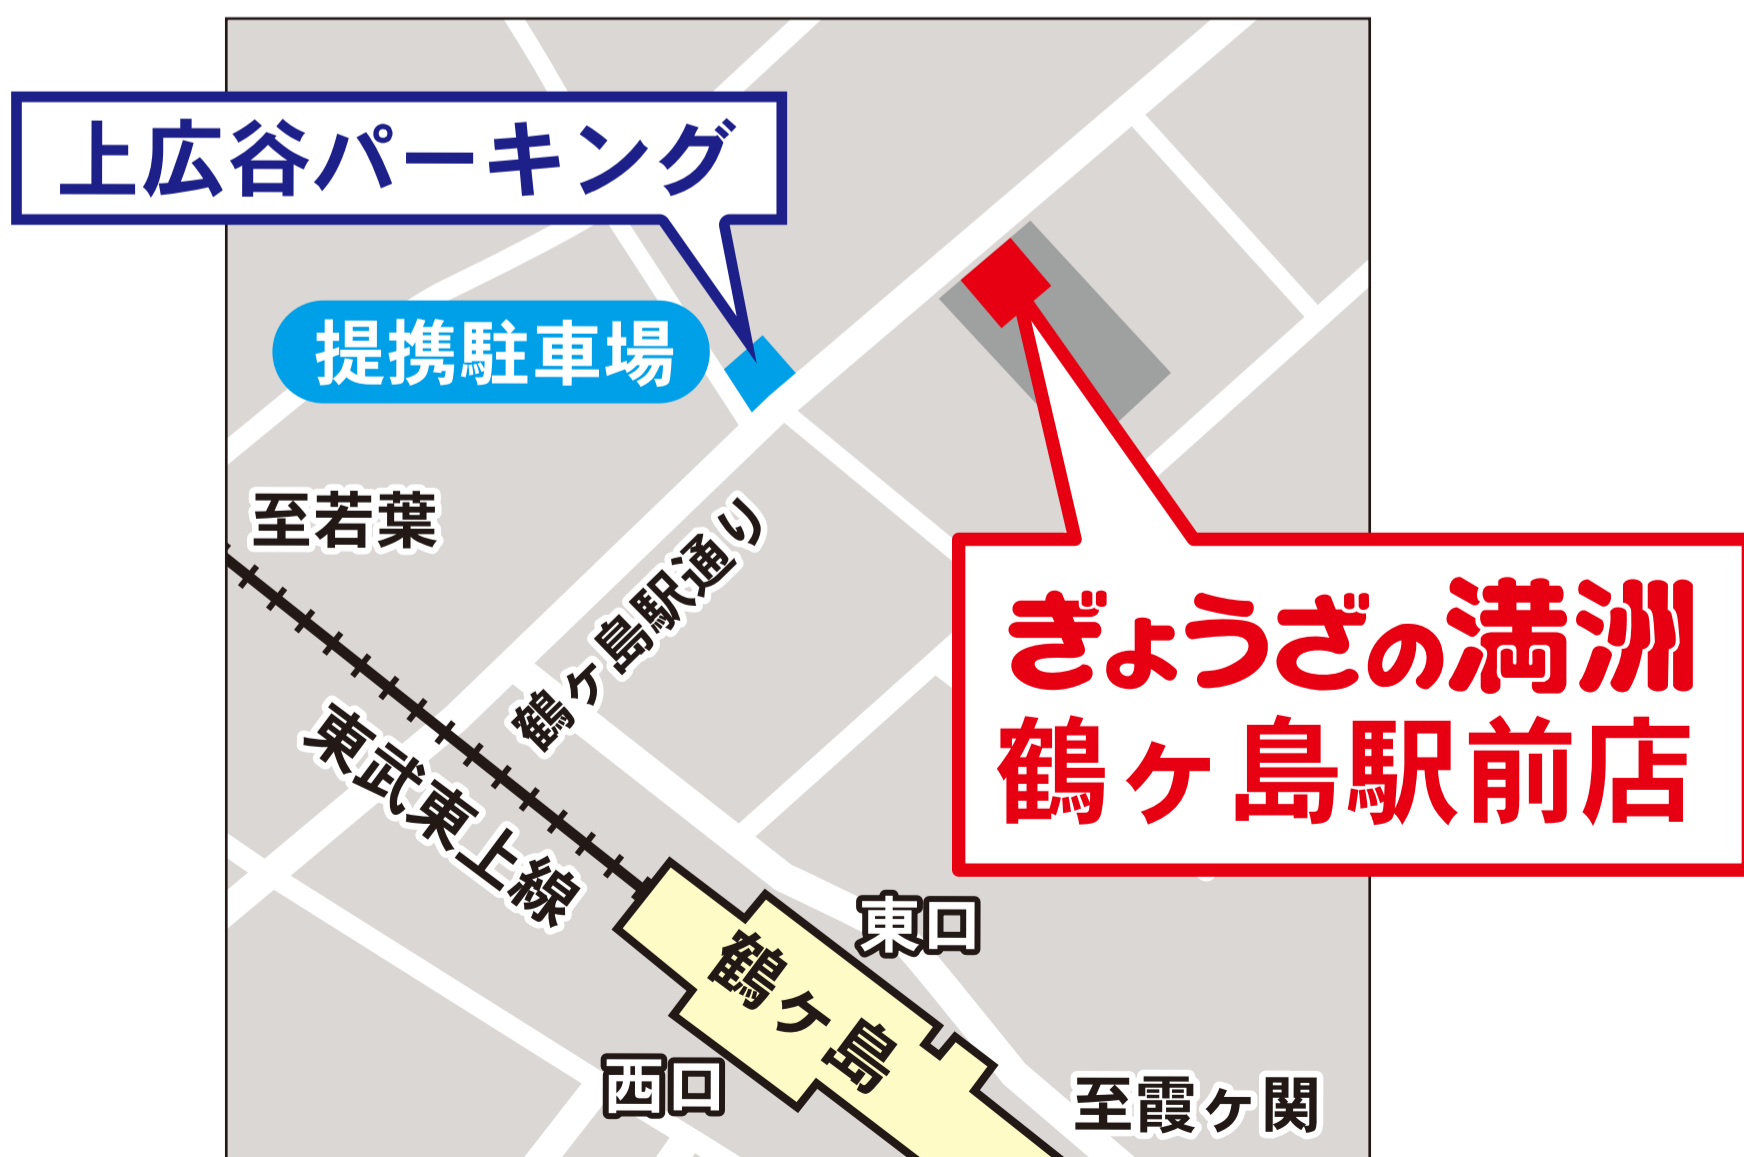 上広谷パーキング
提携駐車場
至若葉
鶴ヶ島駅通り
ぎょうざの満洲
鶴ヶ島駅前店
東武東上線
東口
鶴ヶ島
西口
至霞ヶ関